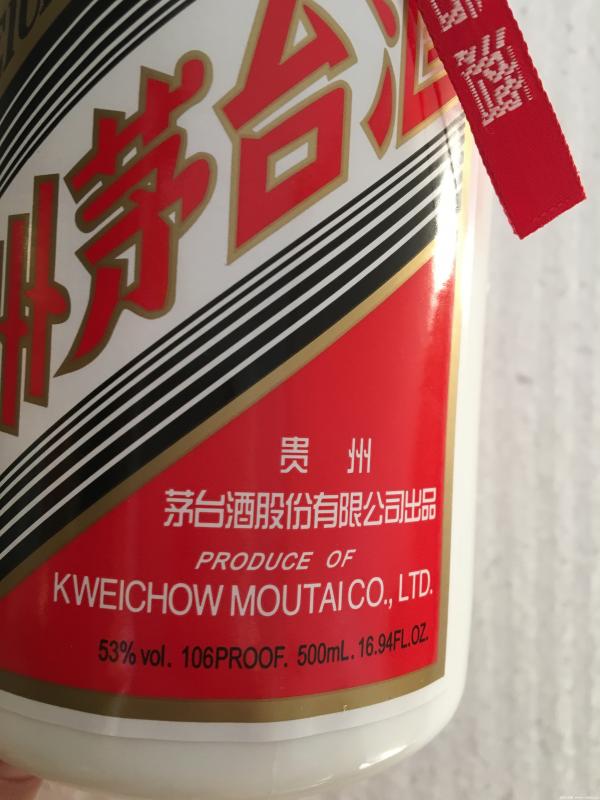 州茅台酒
贵 州
茅台酒股份有限公司出品
PRODUCE OF
KWEICHOW MOUTAI CO., LTD.
53% vol. 106PROOF. 500mL. 16.94FL.OZ.